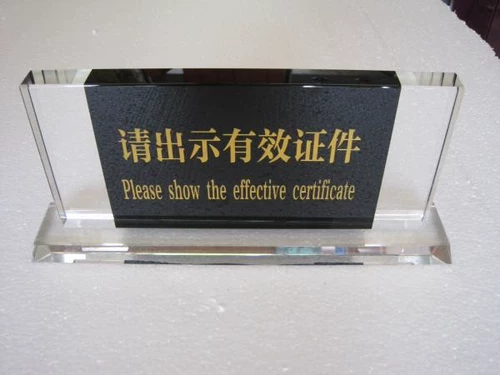 请出示有效证件
Please show the effective certificate